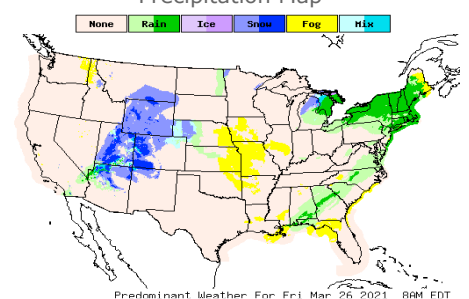 Precipitation Map
None Rain Ice Snow Fog Mix
Predominant Weather For Fri Mar 26 2021 8AM EDT